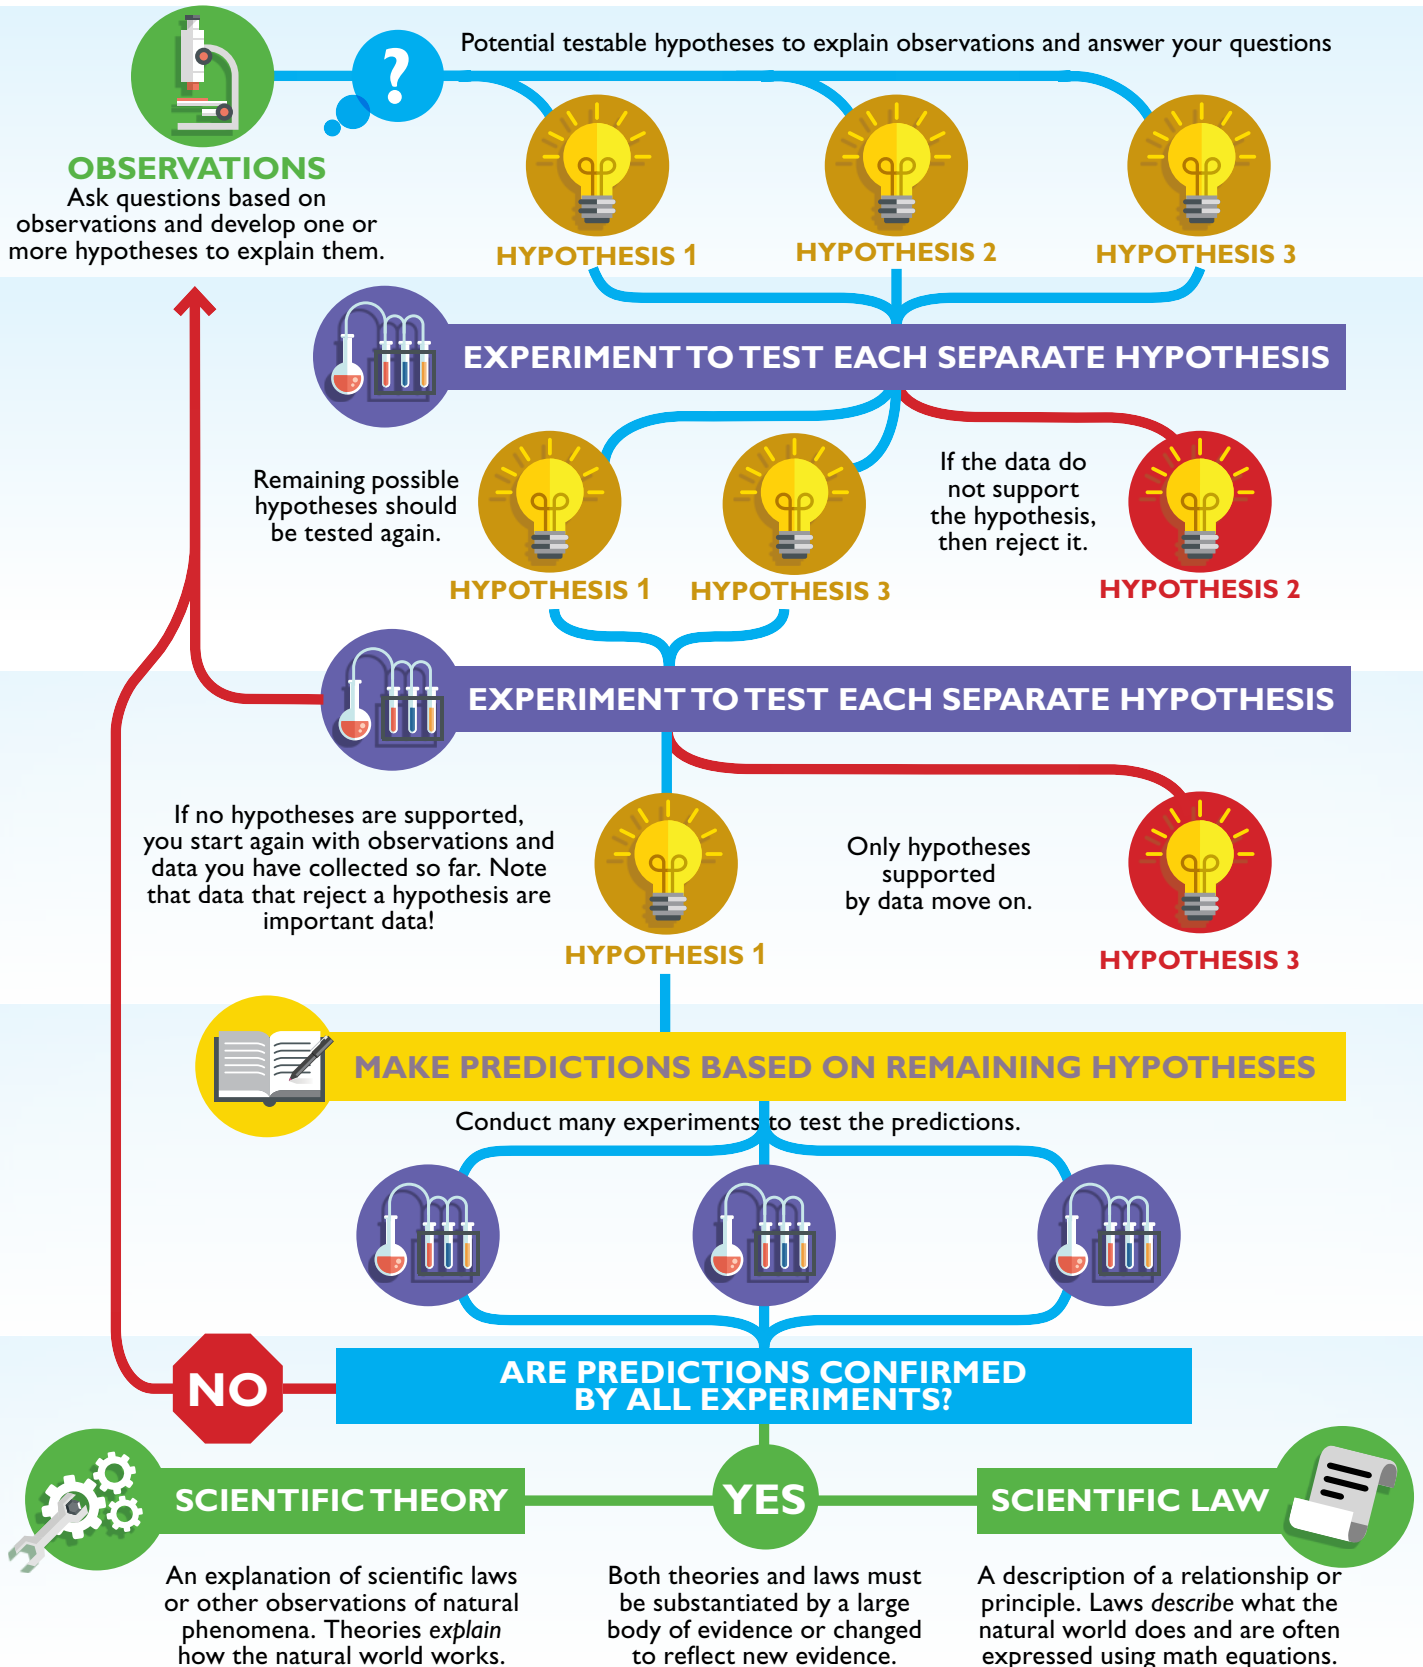 Potential testable hypotheses to explain observations and answer your questions
?
OBSERVATIONS
Ask questions based on
observations and develop one or
more hypotheses to explain them.
HYPOTHESIS 1
HYPOTHESIS 2
HYPOTHESIS 3
EXPERIMENT TO TEST EACH SEPARATE HYPOTHESIS
Remaining possible
hypotheses should
be tested again.
HYPOTHESIS 1
HYPOTHESIS 3
If the data do
not support
the hypothesis,
then reject it.
HYPOTHESIS 2
EXPERIMENT TO TEST EACH SEPARATE HYPOTHESIS
If no hypotheses are supported,
you start again with observations and
data you have collected so far. Note
that data that reject a hypothesis are
important data!
HYPOTHESIS 1
Only hypotheses
supported
by data move on.
HYPOTHESIS 3
MAKE PREDICTIONS BASED ON REMAINING HYPOTHESES
Conduct many experiments to test the predictions.
ARE PREDICTIONS CONFIRMED
BY ALL EXPERIMENTS?
NO
YES
SCIENTIFIC THEORY
An explanation of scientific laws
or other observations of natural
phenomena. Theories explain
how the natural world works.
Both theories and laws must
be substantiated by a large
body of evidence or changed
to reflect new evidence.
SCIENTIFIC LAW
A description of a relationship or
principle. Laws describe what the
natural world does and are often
expressed using math equations.